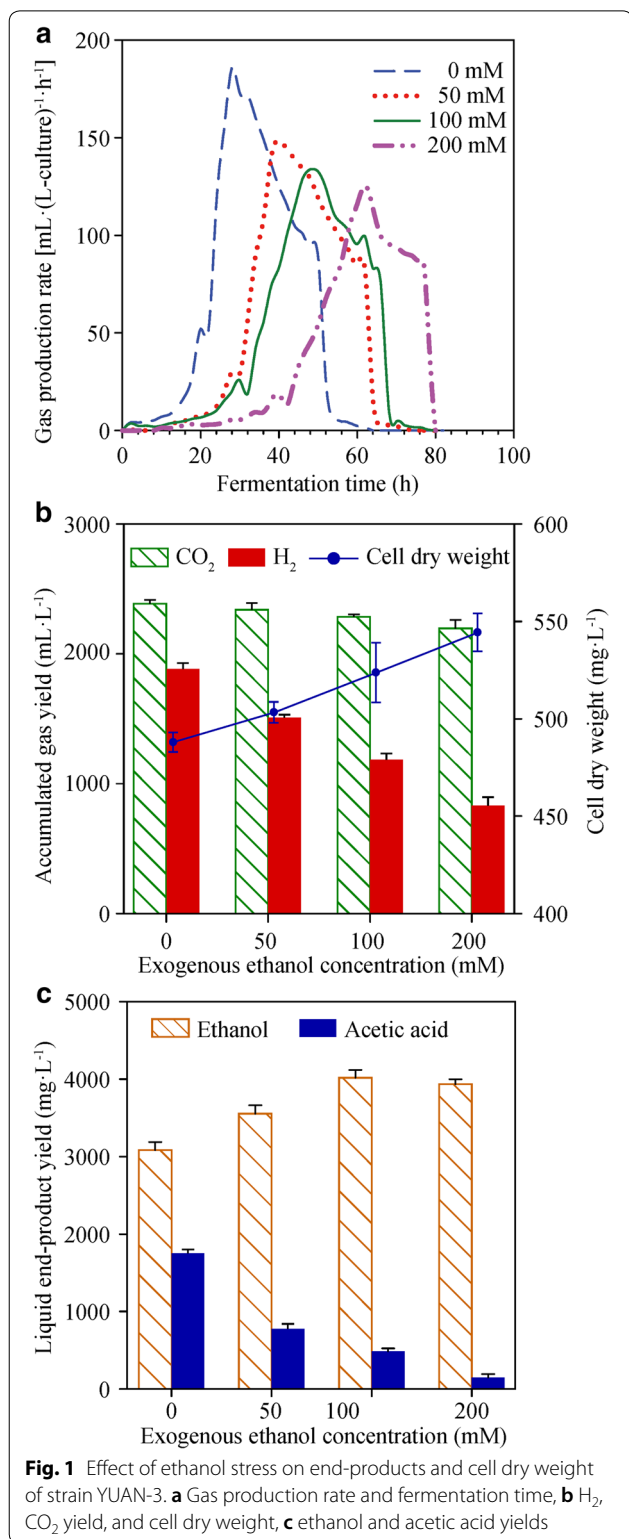 a
200
150
100
50
0
Gas production rate [mL·(L-culture)⁻¹·h⁻¹]
0 mM
50 mM
100 mM
200 mM
0 20 40 60 80 100
Fermentation time (h)
b
3000
2000
1000
0
Accumulated gas yield (mL·L⁻¹)
CO₂ H₂ Cell dry weight
600
550
500
450
400
Cell dry weight (mg·L⁻¹)
0 50 100 200
Exogenous ethanol concentration (mM)
c
5000
4000
3000
2000
1000
0
Liquid end-product yield (mg·L⁻¹)
Ethanol Acetic acid
0 50 100 200
Exogenous ethanol concentration (mM)
Fig. 1 Effect of ethanol stress on end-products and cell dry weight
of strain YUAN-3. a Gas production rate and fermentation time, b H₂,
CO₂ yield, and cell dry weight, c ethanol and acetic acid yields